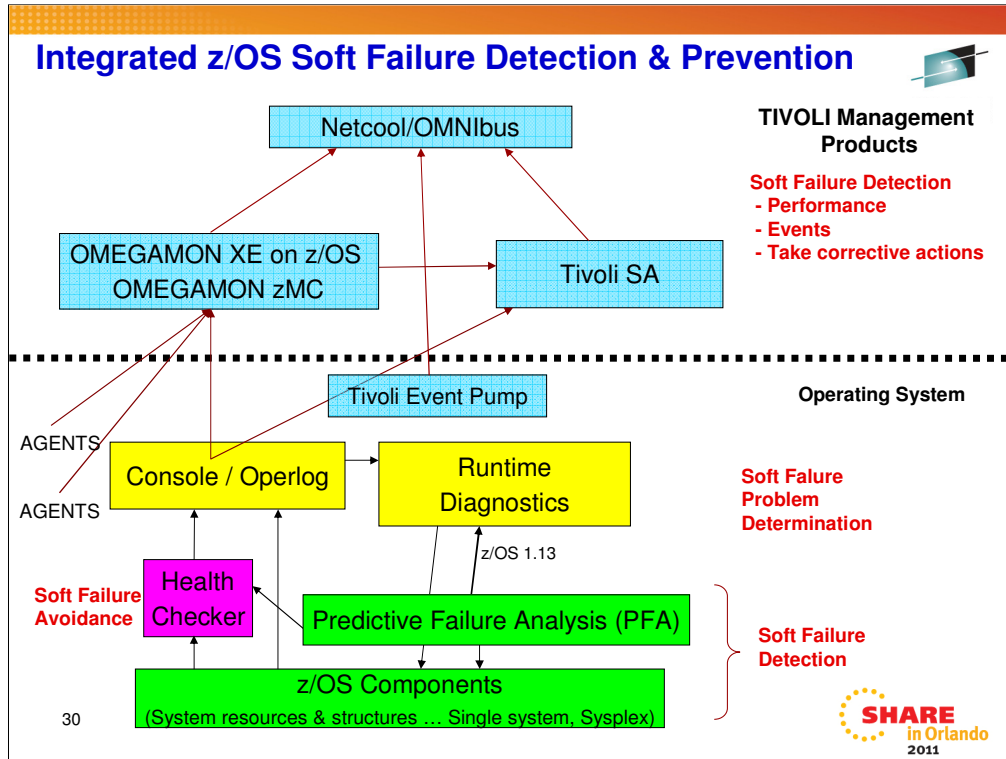 Integrated z/OS Soft Failure Detection & Prevention
Netcool/OMNIbus
TIVOLI Management
Products
Soft Failure Detection
- Performance
- Events
- Take corrective actions
OMEGAMON XE on z/OS
OMEGAMON zMC
Tivoli SA
Tivoli Event Pump
Operating System
AGENTS
AGENTS
Console / Operlog
Runtime
Diagnostics
Soft Falure
Problem
Determination
z/OS 1.13
Health
Checker
Soft Failure
Avoidance
Predictive Failure Analysis (PFA)
Soft Failure
Detection
z/OS Components
(System resources & structures … Single system, Sysplex)
30
SHARE
in Orlando
2011